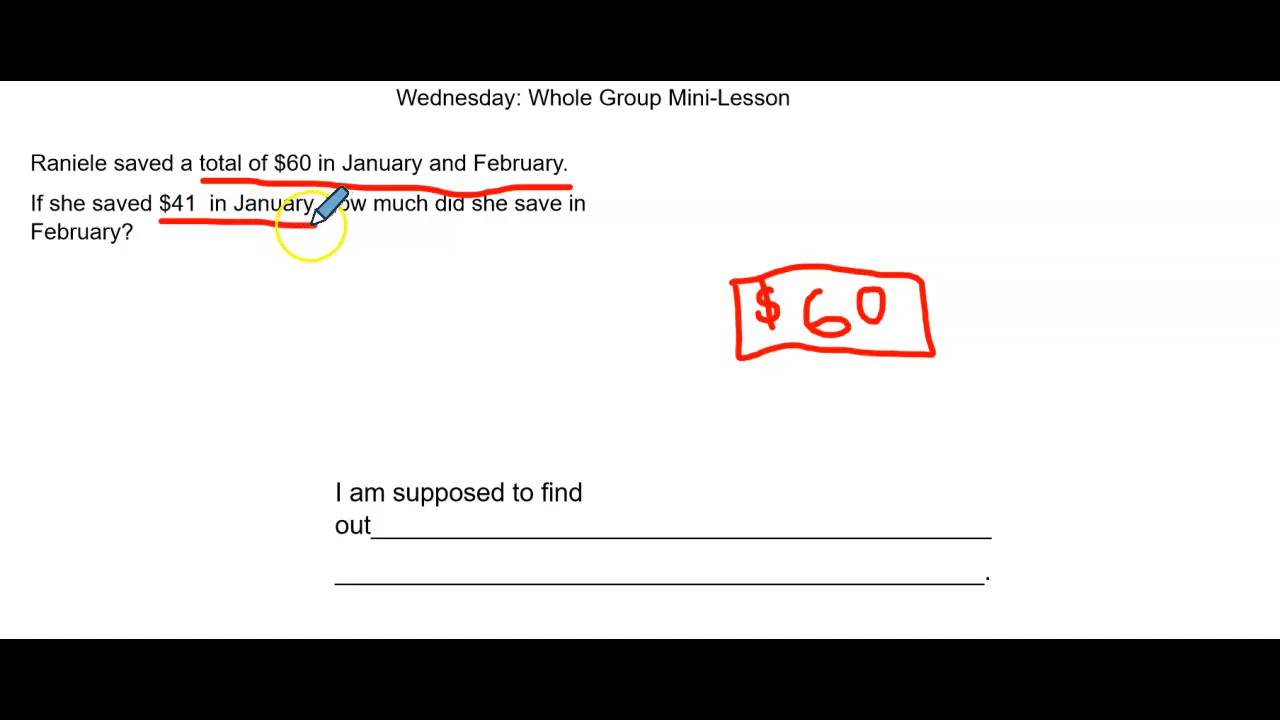 Wednesday: Whole Group Mini-Lesson
Raniele saved a total of $60 in January and February.
If she saved $41 in January, how much did she save in
February?
$ 60
I am supposed to find
out
.